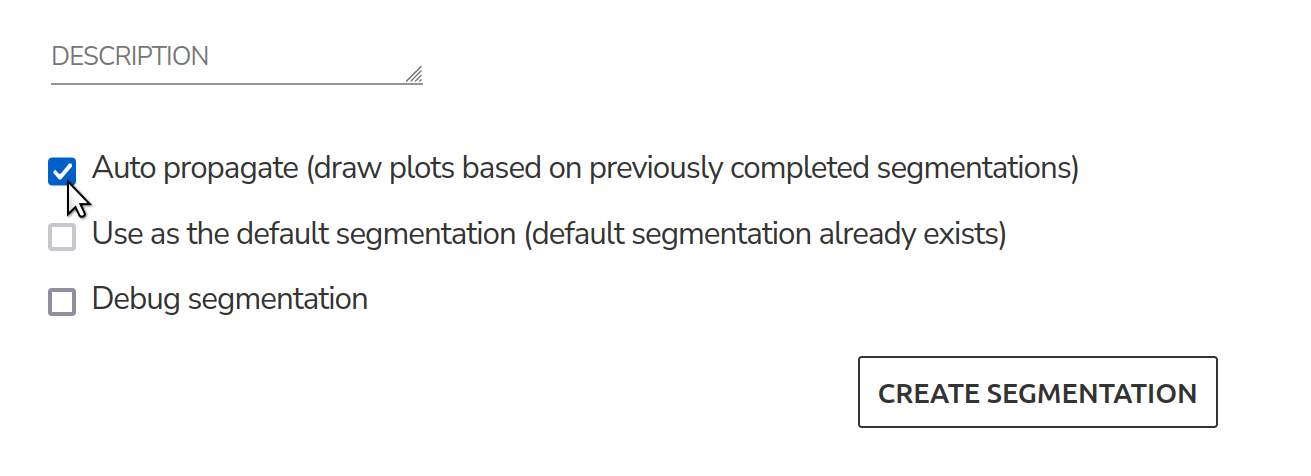 DESCRIPTION
Auto propagate (draw plots based on previously completed segmentations)
Use as the default segmentation (default segmentation already exists)
Debug segmentation
CREATE SEGMENTATION